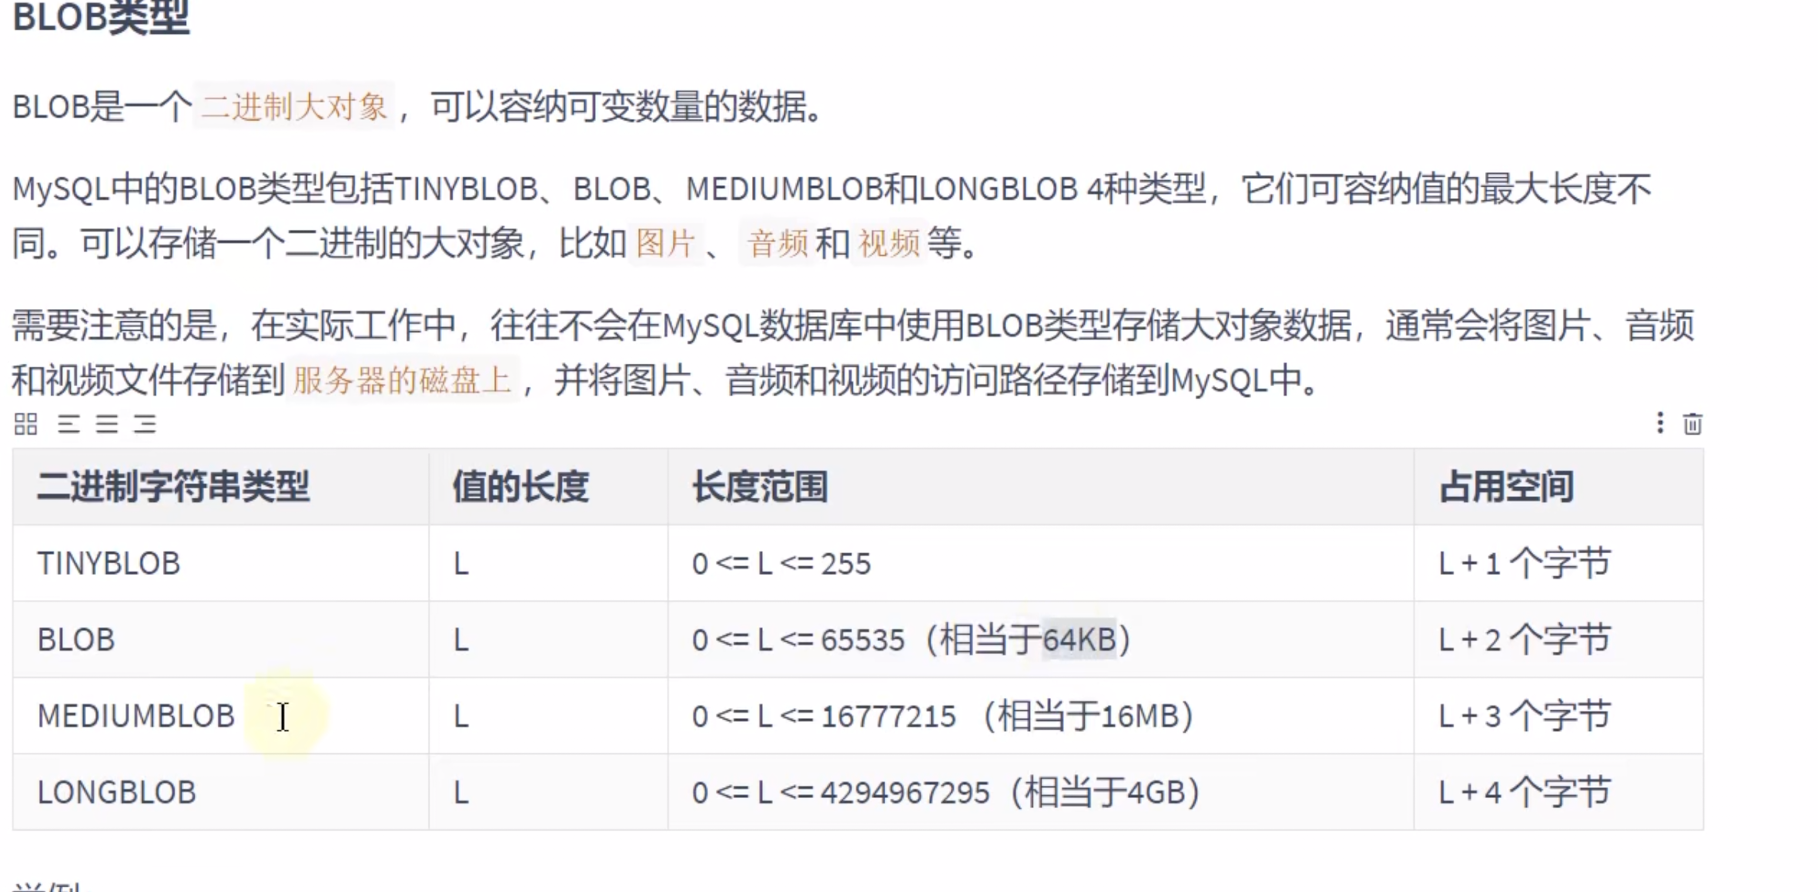 BLOB类型
BLOB是一个 二进制大对象 ，可以容纳可变数量的数据。
MySQL中的BLOB类型包括TINYBLOB、BLOB、MEDIUMBLOB和LONGBLOB 4种类型，它们可容纳值的最大长度不
同。可以存储一个二进制的大对象，比如 图片 、 音频 和 视频 等。
需要注意的是，在实际工作中，往往不会在MySQL数据库中使用BLOB类型存储大对象数据，通常会将图片、音频
和视频文件存储到 服务器的磁盘上 ，并将图片、音频和视频的访问路径存储到MySQL中。
二进制字符串类型 值的长度 长度范围 占用空间
TINYBLOB L 0 <= L <= 255 L + 1 个字节
BLOB L 0 <= L <= 65535（相当于64KB） L + 2 个字节
MEDIUMBLOB L 0 <= L <= 16777215 （相当于16MB） L + 3 个字节
LONGBLOB L 0 <= L <= 4294967295（相当于4GB） L + 4 个字节